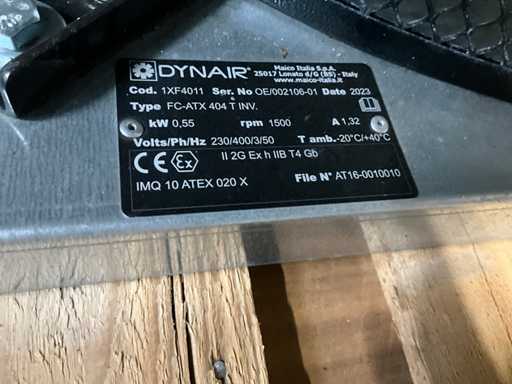 DYNAIR
Maico Italia S.p.A.
25017 Lonato d/G (BS) - Italy
www.maico-italia.it
Cod. 1XF4011 Ser. No OE/002106-01 Date 2023
Type FC-ATX 404 T INV.
kW 0,55 rpm 1500 A 1,32
Volts/Ph/Hz 230/400/3/50 T amb.-20°C/+40°C
CE Ex II 2G Ex h IIB T4 Gb
IMQ 10 ATEX 020 X File N° AT16-0010010